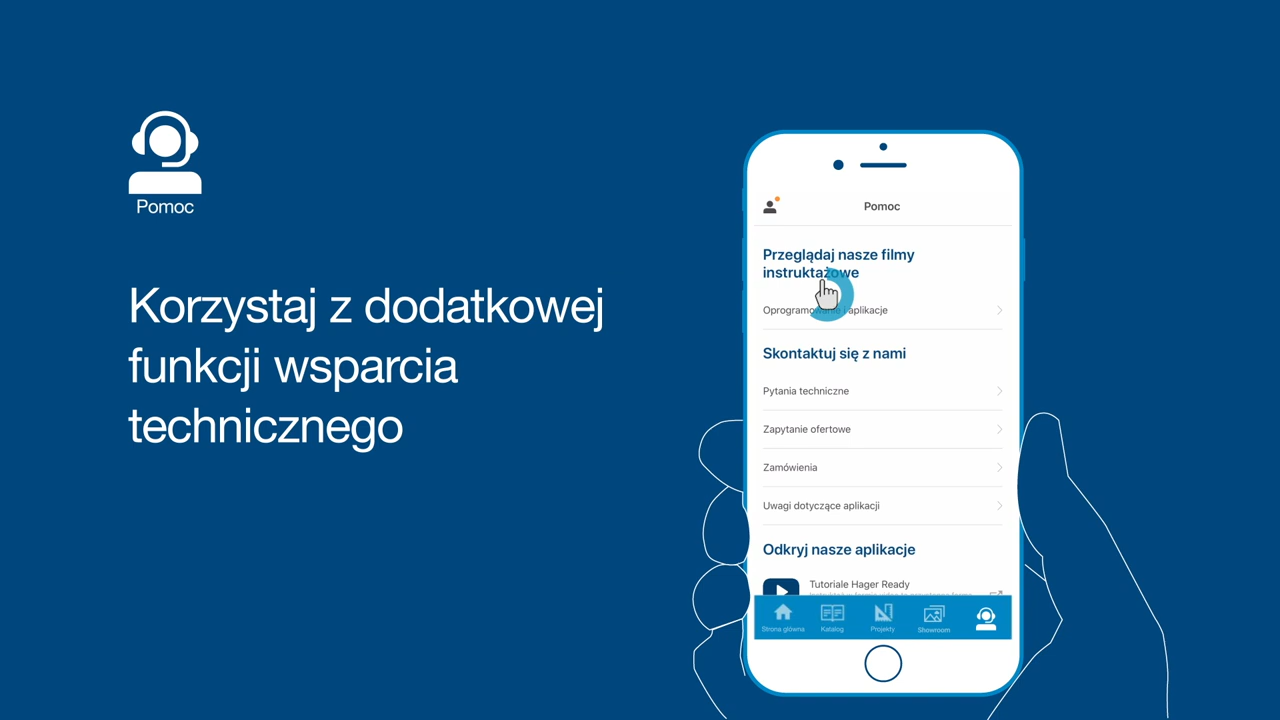 Pomoc
Korzystaj z dodatkowej
funkcji wsparcia
technicznego
Pomoc
Przeglądaj nasze filmy
instruktażowe
Oprogramowanie i aplikacje
Skontaktuj się z nami
Pytania techniczne
Zapytanie ofertowe
Zamówienia
Uwagi dotyczące aplikacji
Odkryj nasze aplikacje
Tutoriale Hager Ready
Strona główna
Katalog
Projekty
Showroom